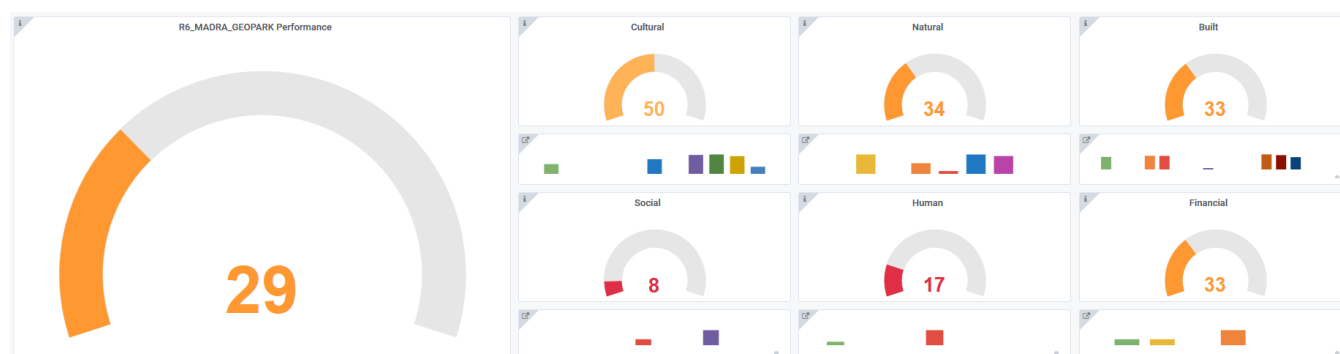 R6_MADRA_GEOPARK Performance
29
Cultural
50
Natural
34
Built
33
Social
8
Human
17
Financial
33